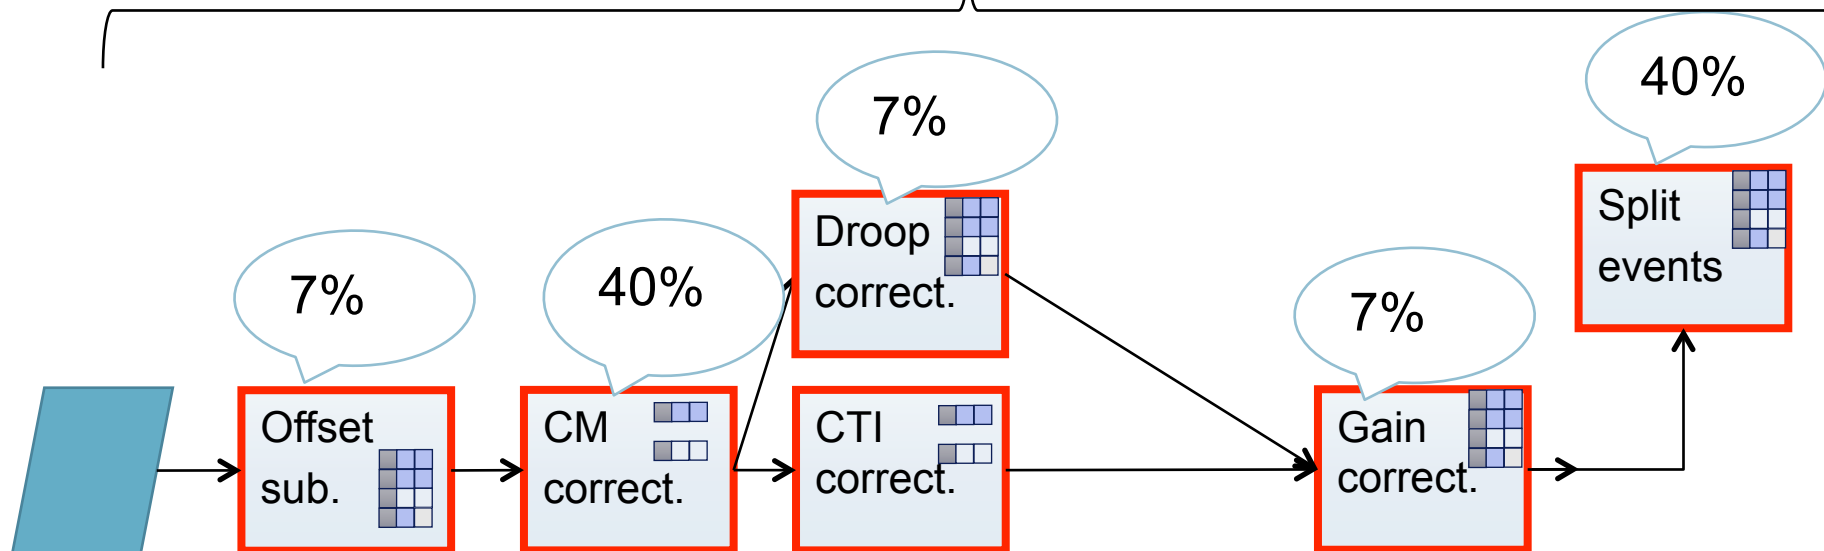 40%
7%
Split
events
Droop
correct.
7%
40%
7%
Offset
sub.
CM
correct.
CTI
correct.
Gain
correct.